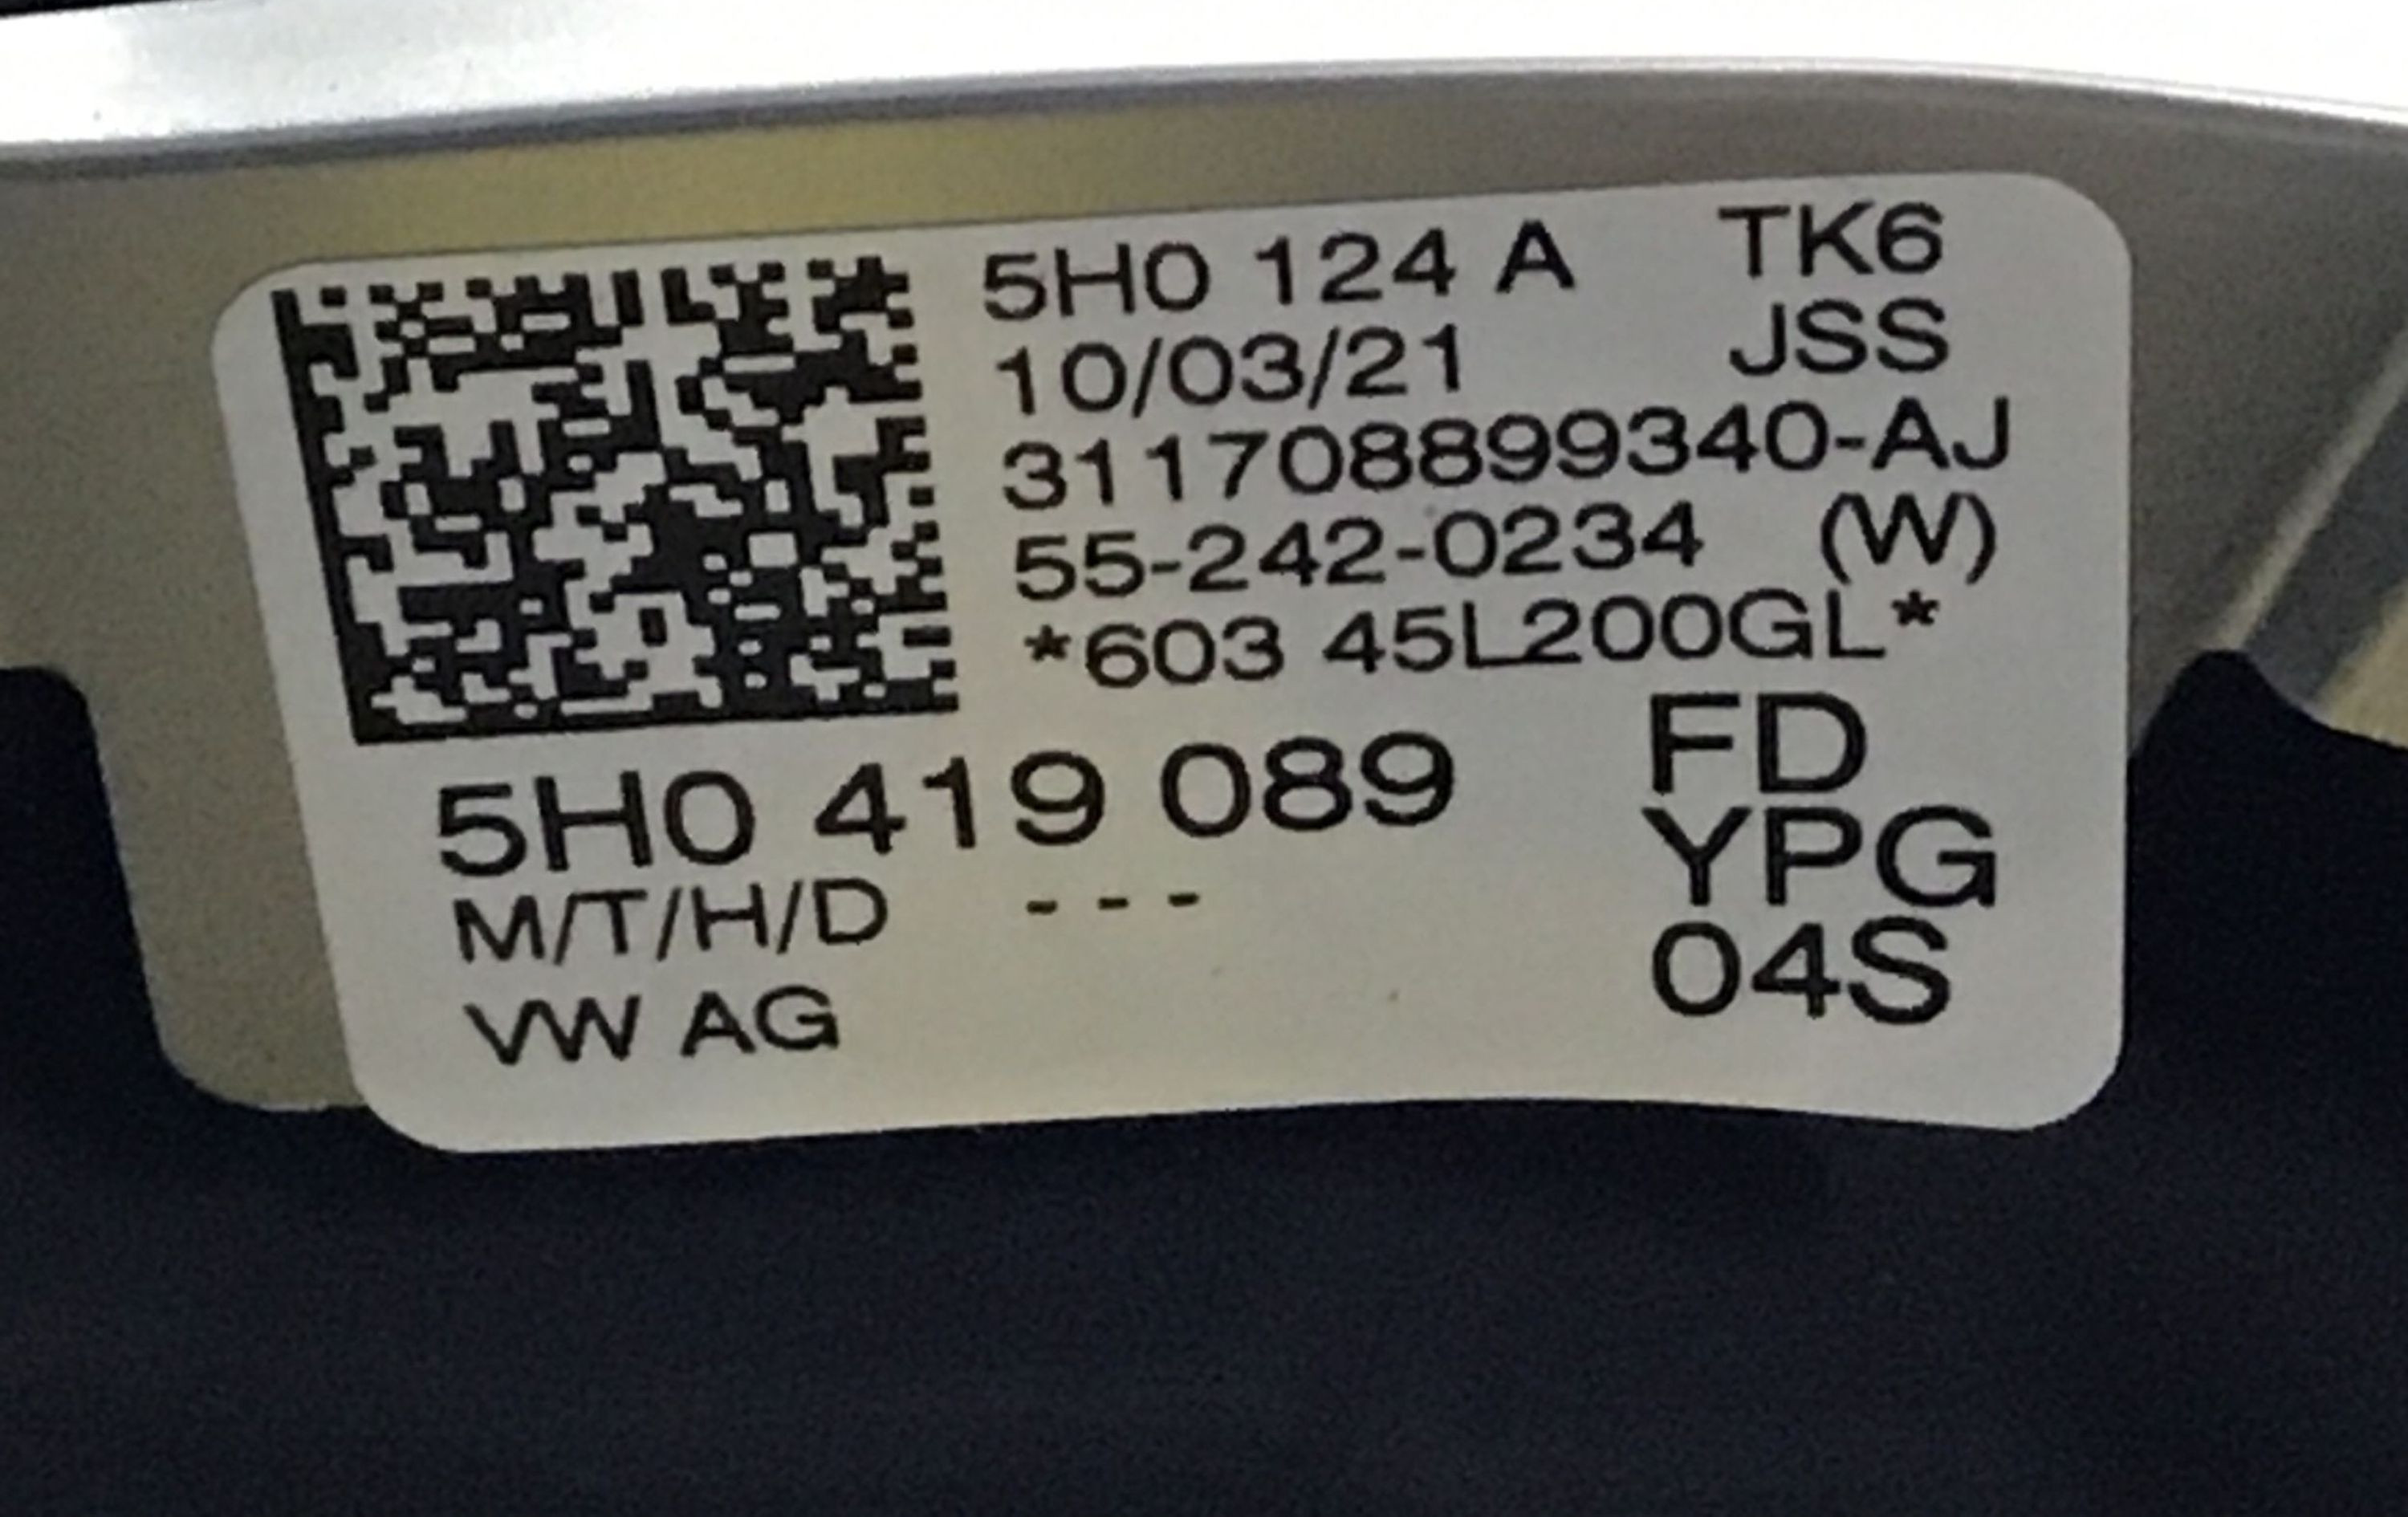 5H0 124 A TK6
10/03/21 JSS
311708899340-AJ
55-242-0234 (W)
*603 45L200GL*
5H0 419 089 FD
M/T/H/D - - - YPG
VW AG 04S